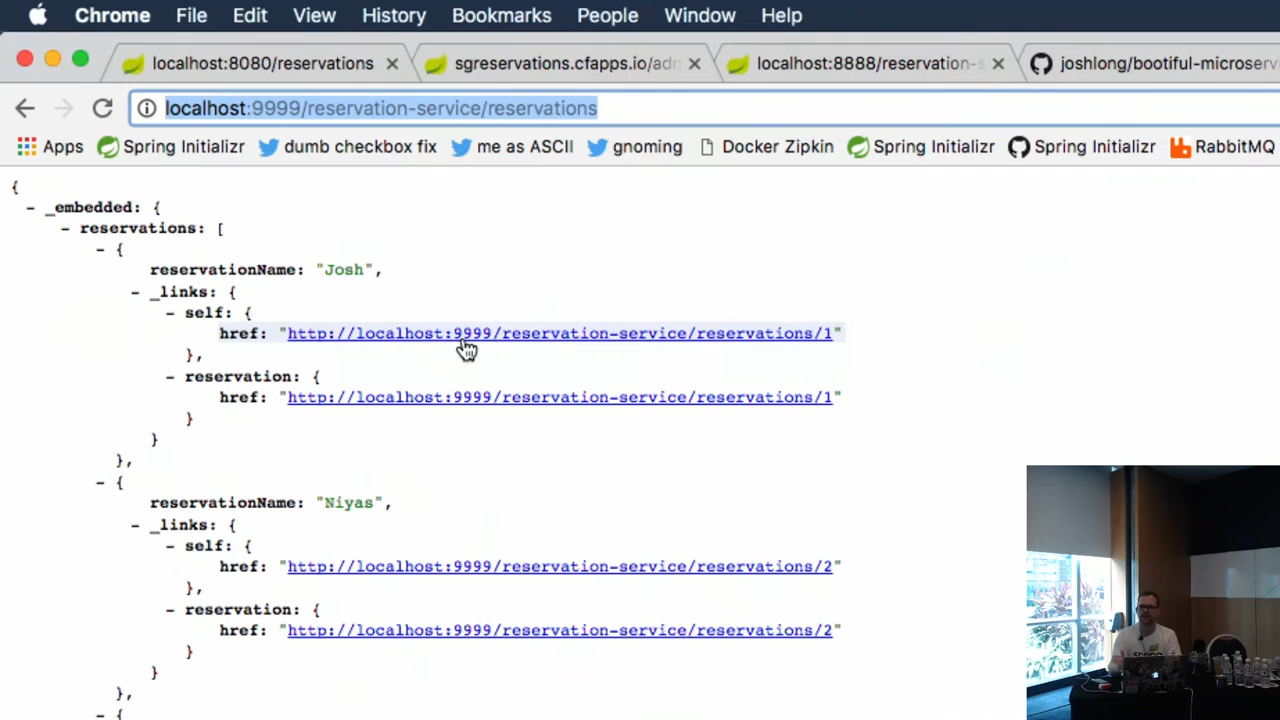 Chrome File Edit View History Bookmarks People Window Help
localhost:8080/reservations sgreservations.cfapps.io/adm localhost:8888/reservation-s joshlong/bootiful-microserv
localhost:9999/reservation-service/reservations
Apps Spring Initializr dumb checkbox fix me as ASCII gnoming Docker Zipkin Spring Initializr Spring Initializr RabbitMQ
{
- _embedded: {
- reservations: [
- {
reservationName: "Josh",
- _links: {
- self: {
href: "http://localhost:9999/reservation-service/reservations/1"
},
- reservation: {
href: "http://localhost:9999/reservation-service/reservations/1"
}
}
},
- {
reservationName: "Niyas",
- _links: {
- self: {
href: "http://localhost:9999/reservation-service/reservations/2"
},
- reservation: {
href: "http://localhost:9999/reservation-service/reservations/2"
}
}
},
-